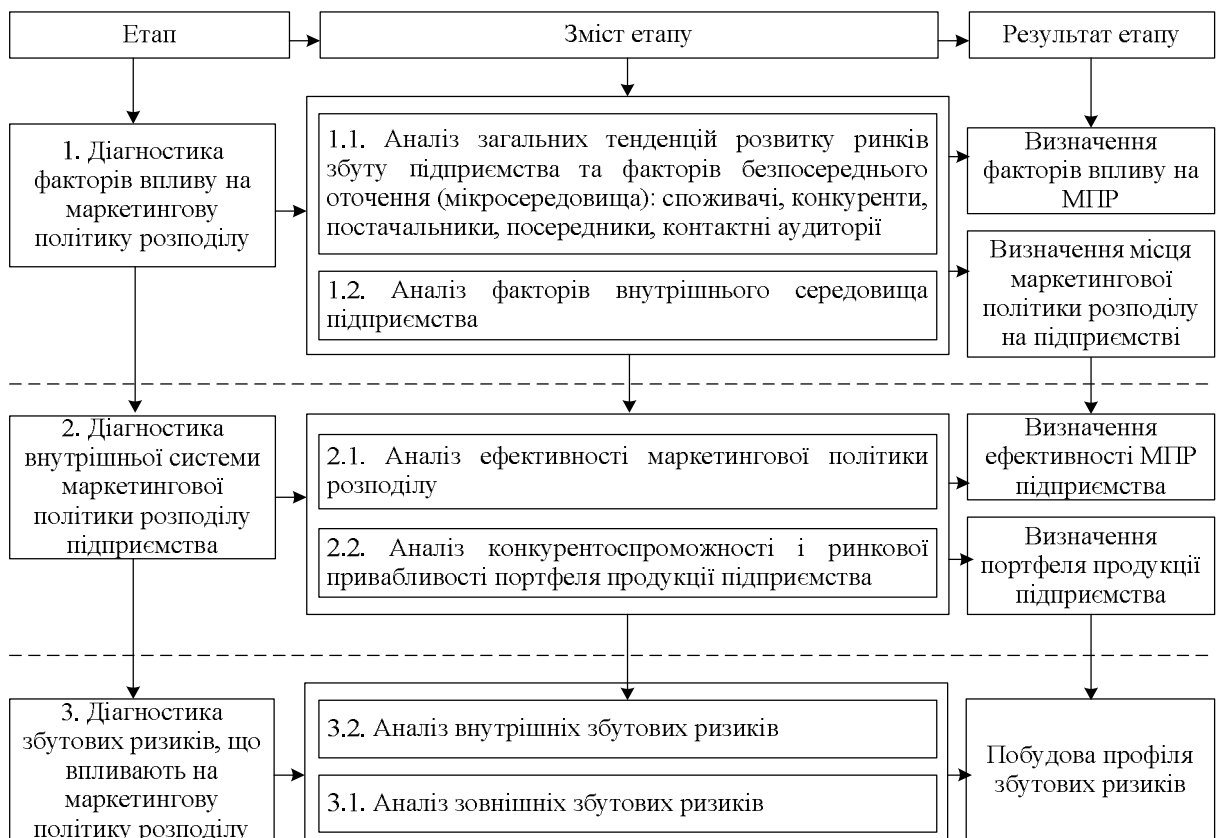 Етап
Зміст етапу
Результат етапу
1. Діагностика
факторів впливу на
маркетингову
політику розподілу
1.1. Аналіз загальних тенденцій розвитку ринків
збуту підприємства та факторів безпосереднього
оточення (мікросередовища): споживачі, конкуренти,
постачальники, посередники, контактні аудиторії
1.2. Аналіз факторів внутрішнього середовища
підприємства
Визначення
факторів впливу на
МПР
Визначення місця
маркетингової
політики розподілу
на підприємстві
2. Діагностика
внутрішньої системи
маркетингової
політики розподілу
підприємства
2.1. Аналіз ефективності маркетингової політики
розподілу
2.2. Аналіз конкурентоспроможності і ринкової
привабливості портфеля продукції підприємства
Визначення
ефективності МПР
підприємства
Визначення
портфеля продукції
підприємства
3. Діагностика
збутових ризиків, що
впливають на
маркетингову
політику розподілу
3.2. Аналіз внутрішніх збутових ризиків
3.1. Аналіз зовнішніх збутових ризиків
Побудова профіля
збутових ризиків